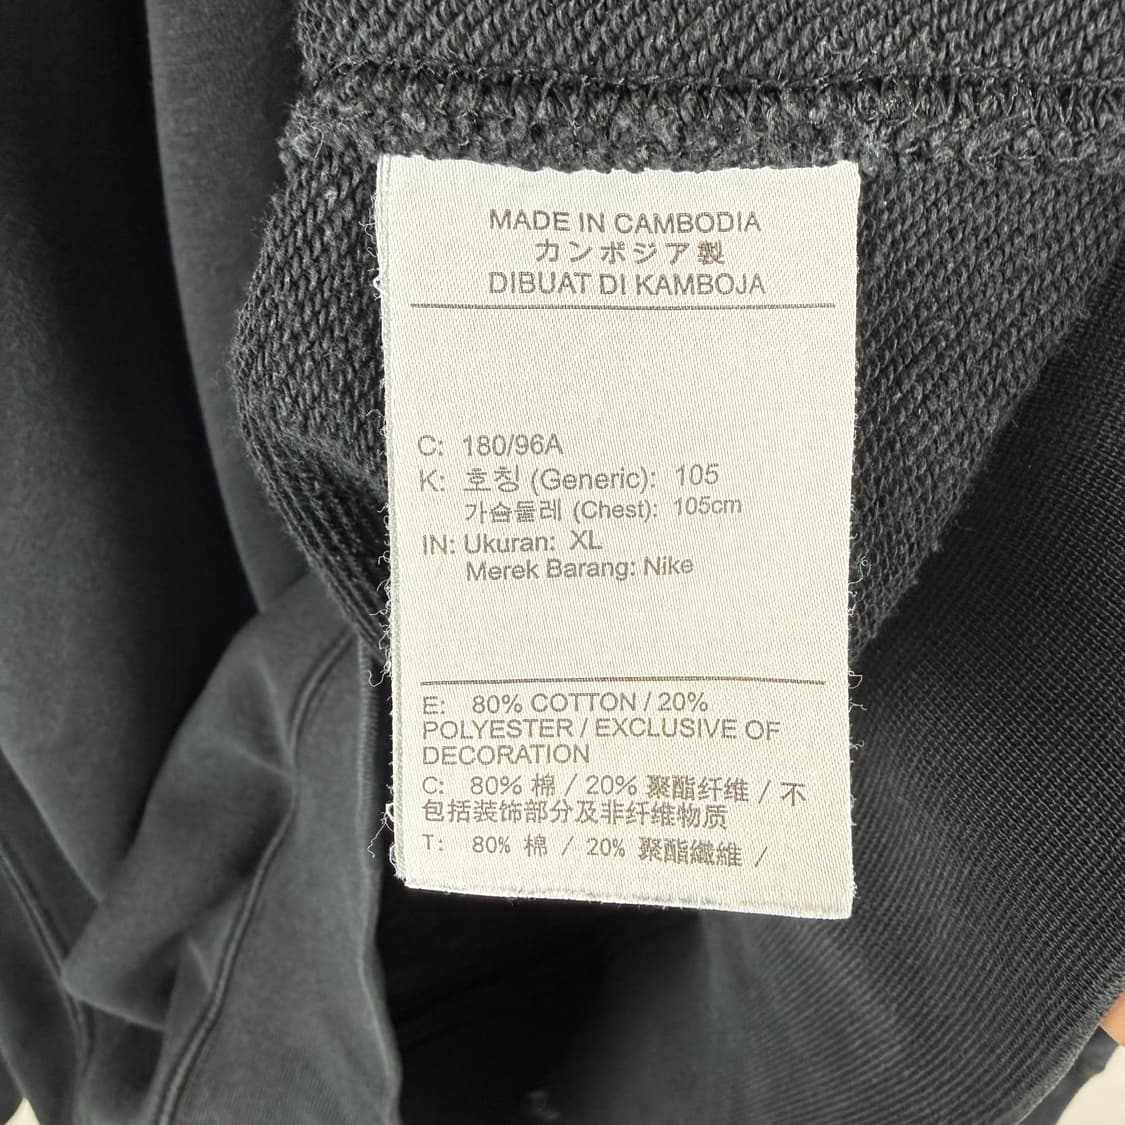 MADE IN CAMBODIA
カンボジア製
DIBUAT DI KAMBOJA
C: 180/96A
K: 호칭 (Generic): 105
가슴둘레 (Chest): 105cm
IN: Ukuran: XL
Merek Barang: Nike
E: 80% COTTON / 20%
POLYESTER / EXCLUSIVE OF
DECORATION
C: 80% 棉 / 20% 聚酯纤维 / 不
包括装饰部分及非纤维物质
T: 80% 棉 / 20% 聚酯纖維 /